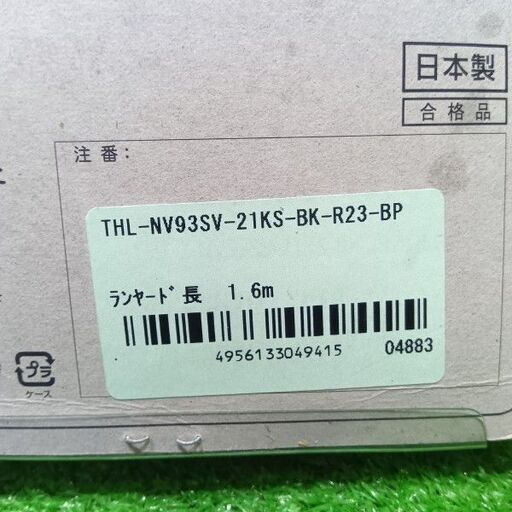 日本製
合格品
注番:
THL-NV93SV-21KS-BK-R23-BP
ﾗﾝﾔｰﾄﾞ長 1.6m
4956133049415 04883
プラ
ケース